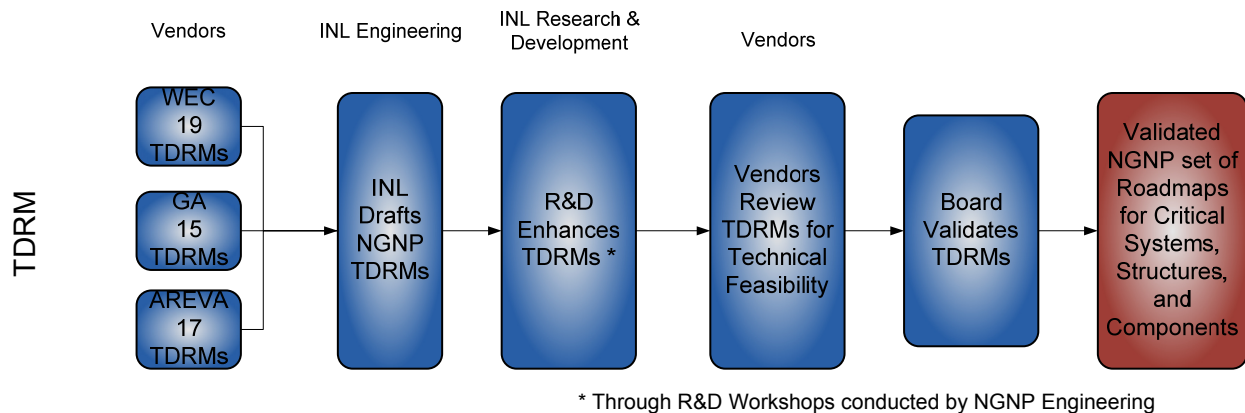 Vendors
INL Engineering
INL Research &
Development
Vendors
TDRM
WEC
19
TDRMs
GA
15
TDRMs
AREVA
17
TDRMs
INL
Drafts
NGNP
TDRMs
R&D
Enhances
TDRMs *
Vendors
Review
TDRMs for
Technical
Feasibility
Board
Validates
TDRMs
Validated
NGNP set of
Roadmaps
for Critical
Systems,
Structures,
and
Components
* Through R&D Workshops conducted by NGNP Engineering